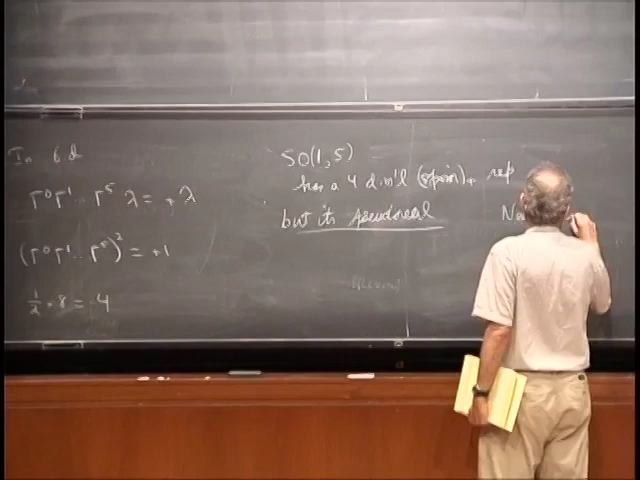 In 6d
Γ⁰Γ¹ .. Γ⁵ λ = +λ
(Γ⁰Γ¹ .. Γ⁵)² = +1
½ · 8 = 4
SO(1,5)
has a 4 dim'l (spin)₊ rep
but its pseudoreal